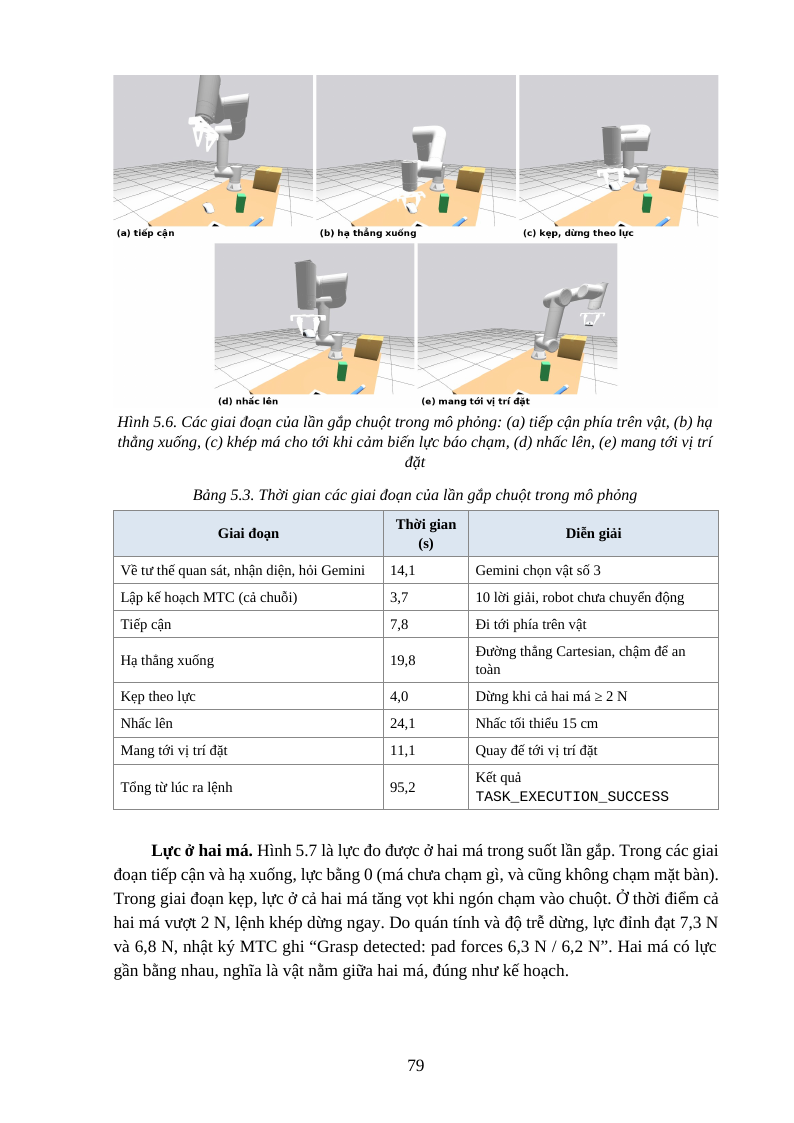 (a) tiếp cận
(b) hạ thẳng xuống
(c) kẹp, dừng theo lực
(d) nhấc lên
(e) mang tới vị trí đặt
Hình 5.6. Các giai đoạn của lần gắp chuột trong mô phỏng: (a) tiếp cận phía trên vật, (b) hạ
thẳng xuống, (c) khép má cho tới khi cảm biến lực báo chạm, (d) nhấc lên, (e) mang tới vị trí
đặt
Bảng 5.3. Thời gian các giai đoạn của lần gắp chuột trong mô phỏng
Giai đoạn Thời gian (s) Diễn giải
Về tư thế quan sát, nhận diện, hỏi Gemini 14,1 Gemini chọn vật số 3
Lập kế hoạch MTC (cả chuỗi) 3,7 10 lời giải, robot chưa chuyển động
Tiếp cận 7,8 Đi tới phía trên vật
Hạ thẳng xuống 19,8 Đường thẳng Cartesian, chậm để an
toàn
Kẹp theo lực 4,0 Dừng khi cả hai má ≥ 2 N
Nhấc lên 24,1 Nhấc tối thiểu 15 cm
Mang tới vị trí đặt 11,1 Quay đế tới vị trí đặt
Tổng từ lúc ra lệnh 95,2 Kết quả
TASK_EXECUTION_SUCCESS
Lực ở hai má. Hình 5.7 là lực đo được ở hai má trong suốt lần gắp. Trong các giai
đoạn tiếp cận và hạ xuống, lực bằng 0 (má chưa chạm gì, và cũng không chạm mặt bàn).
Trong giai đoạn kẹp, lực ở cả hai má tăng vọt khi ngón chạm vào chuột. Ở thời điểm cả
hai má vượt 2 N, lệnh khép dừng ngay. Do quán tính và độ trễ dừng, lực đỉnh đạt 7,3 N
và 6,8 N, nhật ký MTC ghi “Grasp detected: pad forces 6,3 N / 6,2 N”. Hai má có lực
gần bằng nhau, nghĩa là vật nằm giữa hai má, đúng như kế hoạch.
79